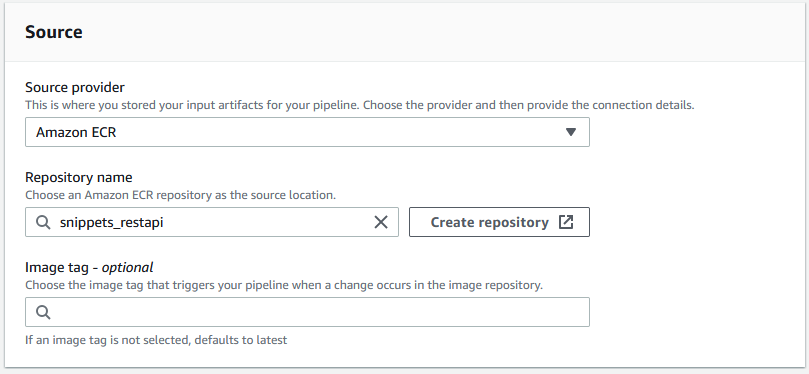 Source
Source provider
This is where you stored your input artifacts for your pipeline. Choose the provider and then provide the connection details.
Amazon ECR
Repository name
Choose an Amazon ECR repository as the source location.
snippets_restapi
Create repository
Image tag - optional
Choose the image tag that triggers your pipeline when a change occurs in the image repository.
If an image tag is not selected, defaults to latest